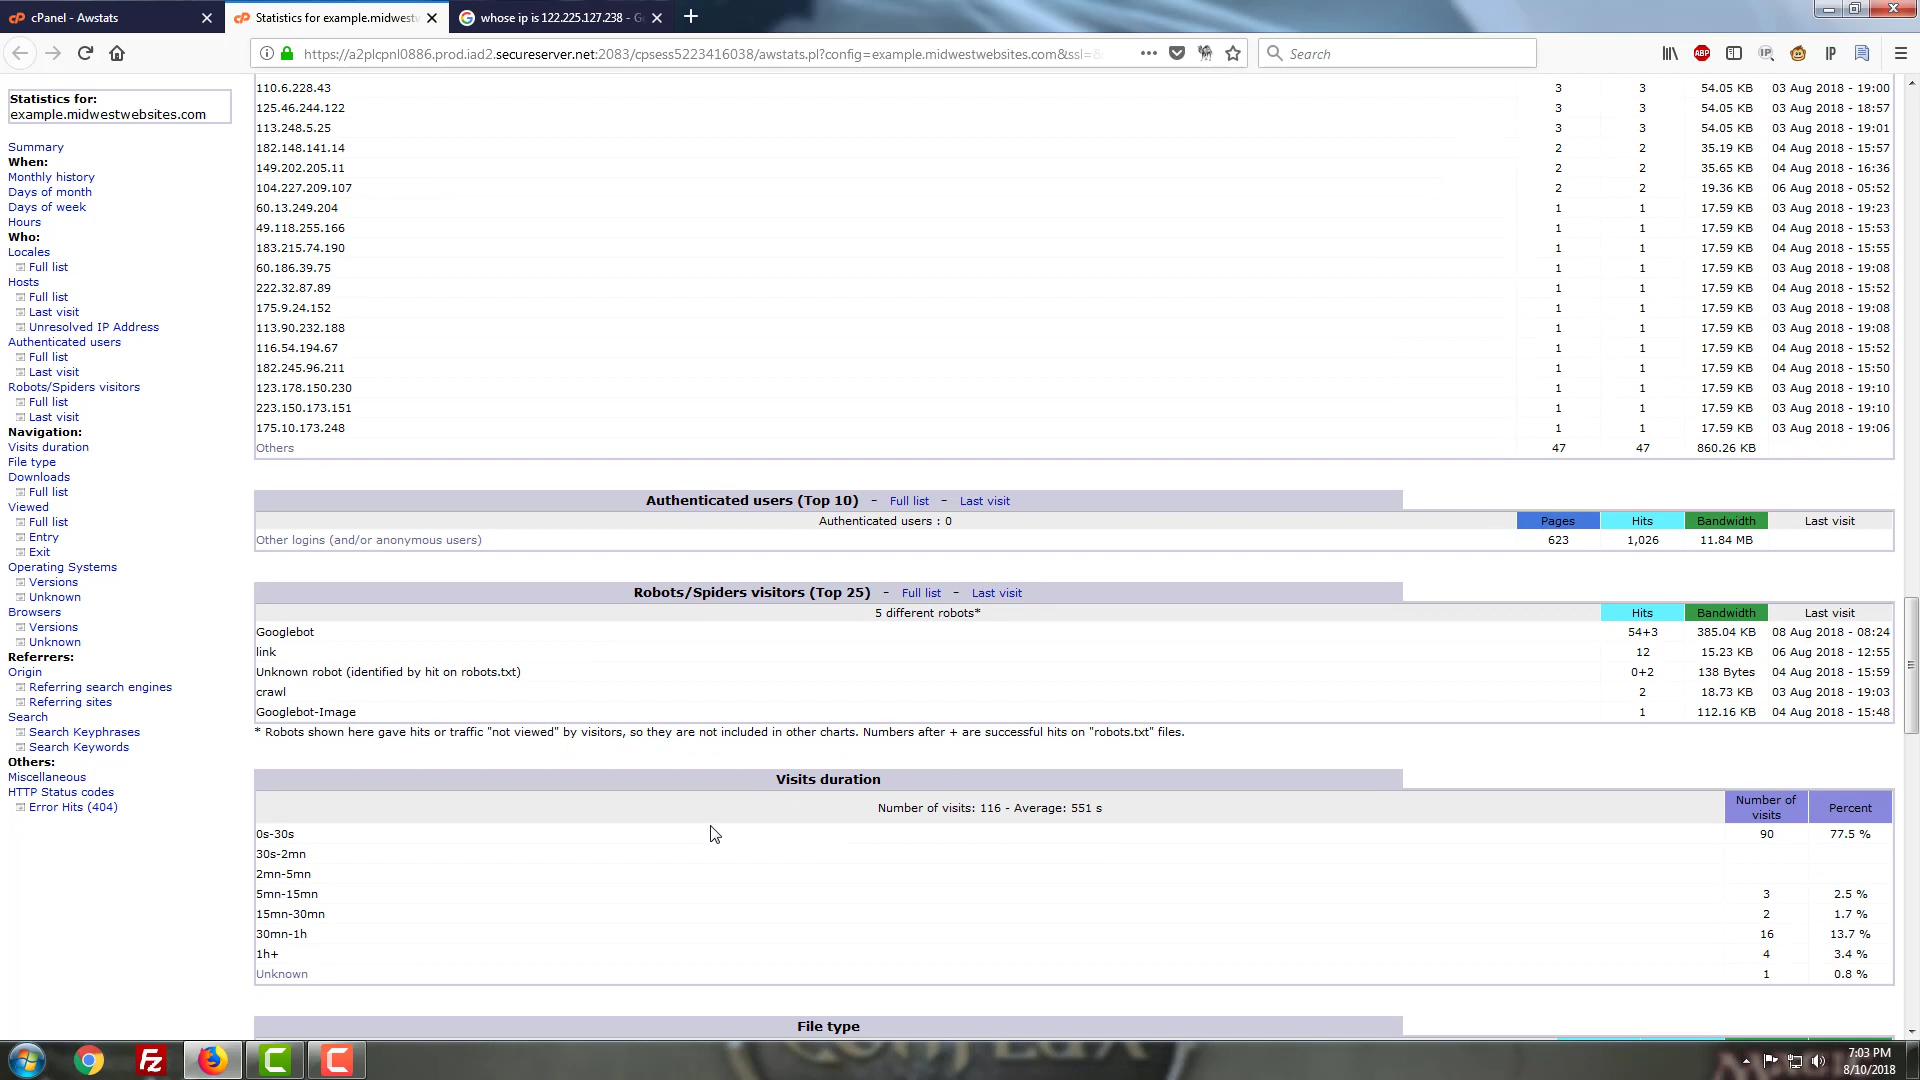 cPanel - Awstats
Statistics for example.midwestw
whose ip is 122.225.127.238 - G
https://a2plcpnl0886.prod.iad2.secureserver.net:2083/cpsess5223416038/awstats.pl?config=example.midwestwebsites.com&ssl=&
Search
ABP
IP
IP
Statistics for:
example.midwestwebsites.com
Summary
When:
Monthly history
Days of month
Days of week
Hours
Who:
Locales
Full list
Hosts
Full list
Last visit
Unresolved IP Address
Authenticated users
Full list
Last visit
Robots/Spiders visitors
Full list
Last visit
Navigation:
Visits duration
File type
Downloads
Full list
Viewed
Full list
Entry
Exit
Operating Systems
Versions
Unknown
Browsers
Versions
Unknown
Referrers:
Origin
Referring search engines
Referring sites
Search
Search Keyphrases
Search Keywords
Others:
Miscellaneous
HTTP Status codes
Error Hits (404)
110.6.228.43 3 3 54.05 KB 03 Aug 2018 - 19:00
125.46.244.122 3 3 54.05 KB 03 Aug 2018 - 18:57
113.248.5.25 3 3 54.05 KB 03 Aug 2018 - 19:01
182.148.141.14 2 2 35.19 KB 04 Aug 2018 - 15:57
149.202.205.11 2 2 35.65 KB 04 Aug 2018 - 16:36
104.227.209.107 2 2 19.36 KB 06 Aug 2018 - 05:52
60.13.249.204 1 1 17.59 KB 03 Aug 2018 - 19:23
49.118.255.166 1 1 17.59 KB 04 Aug 2018 - 15:53
183.215.74.190 1 1 17.59 KB 04 Aug 2018 - 15:55
60.186.39.75 1 1 17.59 KB 03 Aug 2018 - 19:08
222.32.87.89 1 1 17.59 KB 04 Aug 2018 - 15:52
175.9.24.152 1 1 17.59 KB 03 Aug 2018 - 19:08
113.90.232.188 1 1 17.59 KB 03 Aug 2018 - 19:08
116.54.194.67 1 1 17.59 KB 04 Aug 2018 - 15:52
182.245.96.211 1 1 17.59 KB 04 Aug 2018 - 15:50
123.178.150.230 1 1 17.59 KB 03 Aug 2018 - 19:10
223.150.173.151 1 1 17.59 KB 03 Aug 2018 - 19:10
175.10.173.248 1 1 17.59 KB 03 Aug 2018 - 19:06
Others 47 47 860.26 KB
Authenticated users (Top 10) - Full list - Last visit
Authenticated users : 0 Pages Hits Bandwidth Last visit
Other logins (and/or anonymous users) 623 1,026 11.84 MB
Robots/Spiders visitors (Top 25) - Full list - Last visit
5 different robots* Hits Bandwidth Last visit
Googlebot 54+3 385.04 KB 08 Aug 2018 - 08:24
link 12 15.23 KB 06 Aug 2018 - 12:55
Unknown robot (identified by hit on robots.txt) 0+2 138 Bytes 04 Aug 2018 - 15:59
crawl 2 18.73 KB 03 Aug 2018 - 19:03
Googlebot-Image 1 112.16 KB 04 Aug 2018 - 15:48
* Robots shown here gave hits or traffic "not viewed" by visitors, so they are not included in other charts. Numbers after + are successful hits on "robots.txt" files.
Visits duration
Number of visits: 116 - Average: 551 s Number of visits Percent
0s-30s 90 77.5 %
30s-2mn
2mn-5mn
5mn-15mn 3 2.5 %
15mn-30mn 2 1.7 %
30mn-1h 16 13.7 %
1h+ 4 3.4 %
Unknown 1 0.8 %
File type
7:03 PM
8/10/2018